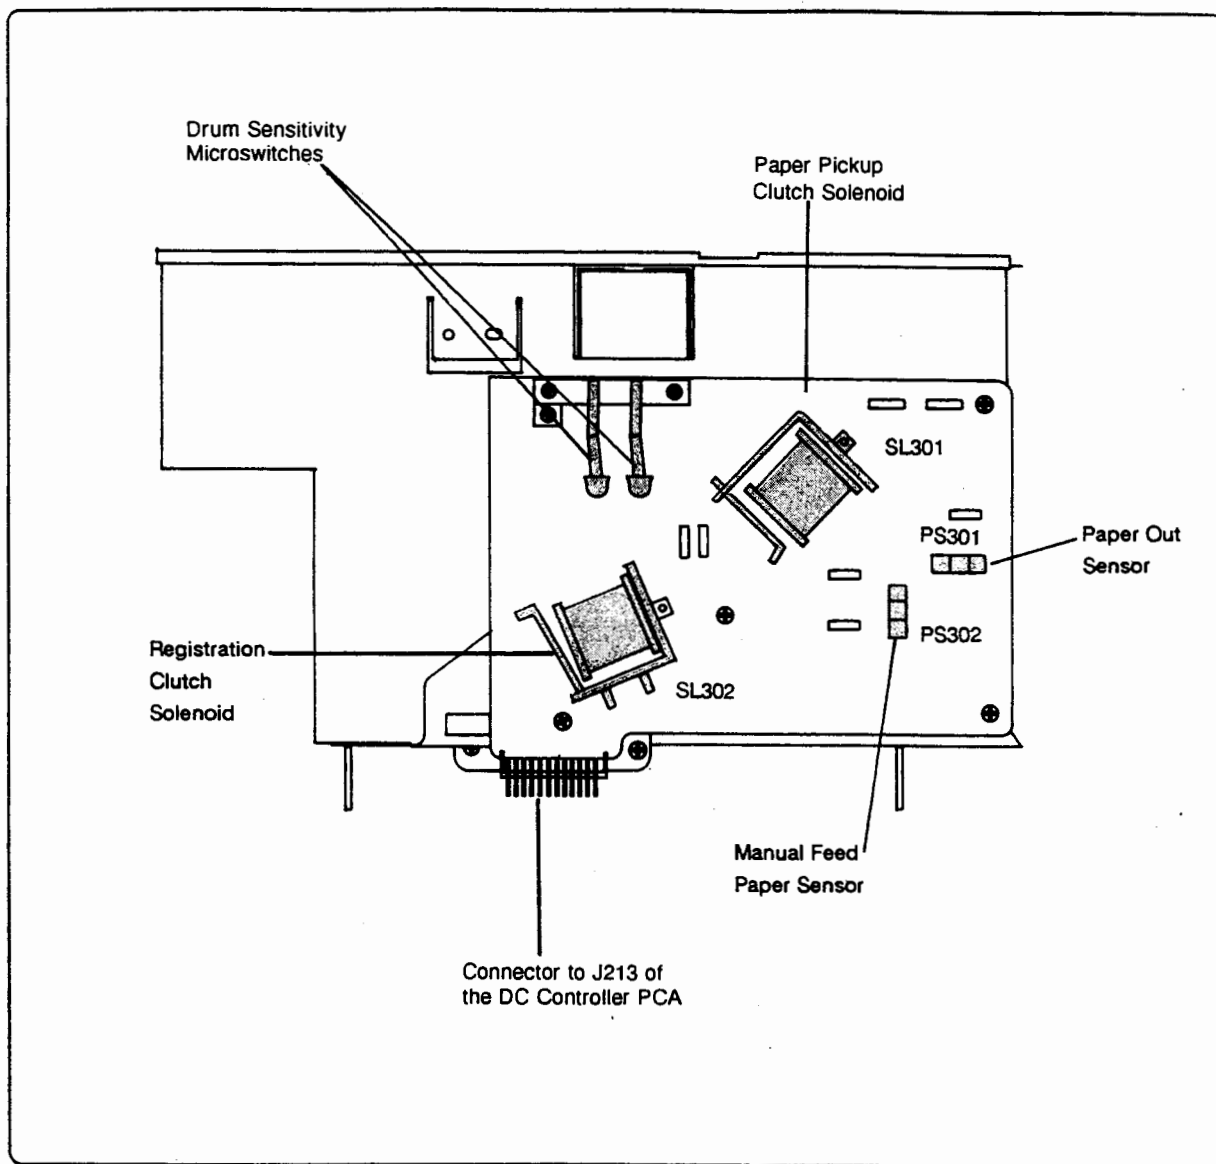 Drum Sensitivity
Microswitches
Paper Pickup
Clutch Solenoid
SL301
PS301
Paper Out
Sensor
PS302
Registration
Clutch
Solenoid
SL302
Manual Feed
Paper Sensor
Connector to J213 of
the DC Controller PCA